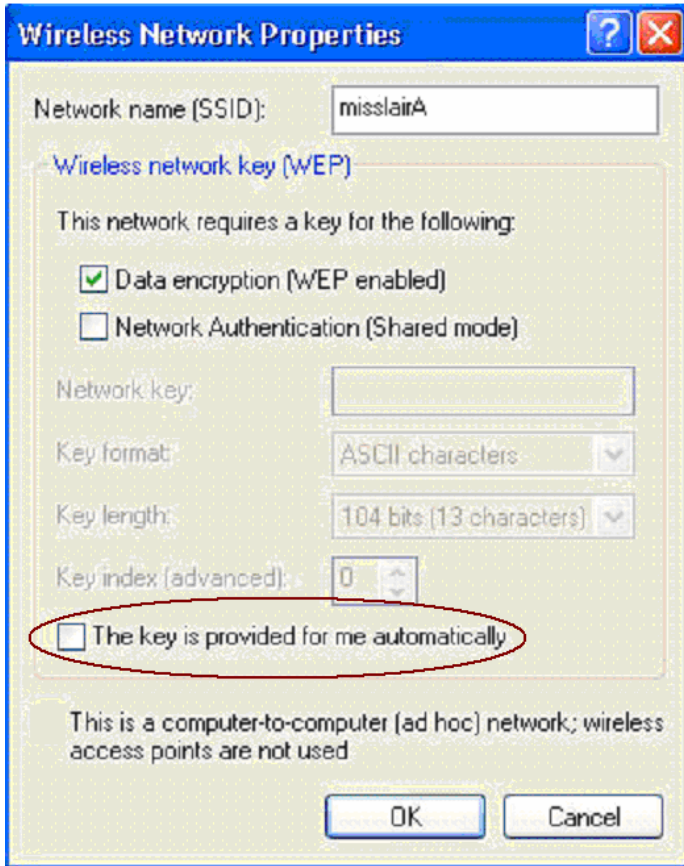 Wireless Network Properties
Network name (SSID): misslairA
Wireless network key (WEP)
This network requires a key for the following:
Data encryption (WEP enabled)
Network Authentication (Shared mode)
Network key:
Key format: ASCII characters
Key length: 104 bits (13 characters)
Key index (advanced): 0
The key is provided for me automatically
This is a computer-to-computer (ad hoc) network; wireless
access points are not used
OK Cancel